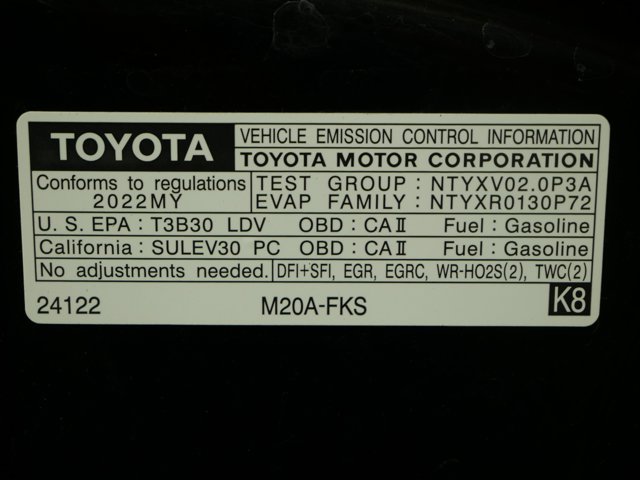 TOYOTA
VEHICLE EMISSION CONTROL INFORMATION
TOYOTA MOTOR CORPORATION
Conforms to regulations
2022MY
TEST GROUP : NTYXV02.0P3A
EVAP FAMILY : NTYXR0130P72
U. S. EPA : T3B30 LDV OBD : CAⅡ Fuel : Gasoline
California : SULEV30 PC OBD : CAⅡ Fuel : Gasoline
No adjustments needed. DFI+SFI, EGR, EGRC, WR-HO2S(2), TWC(2)
24122 M20A-FKS K8